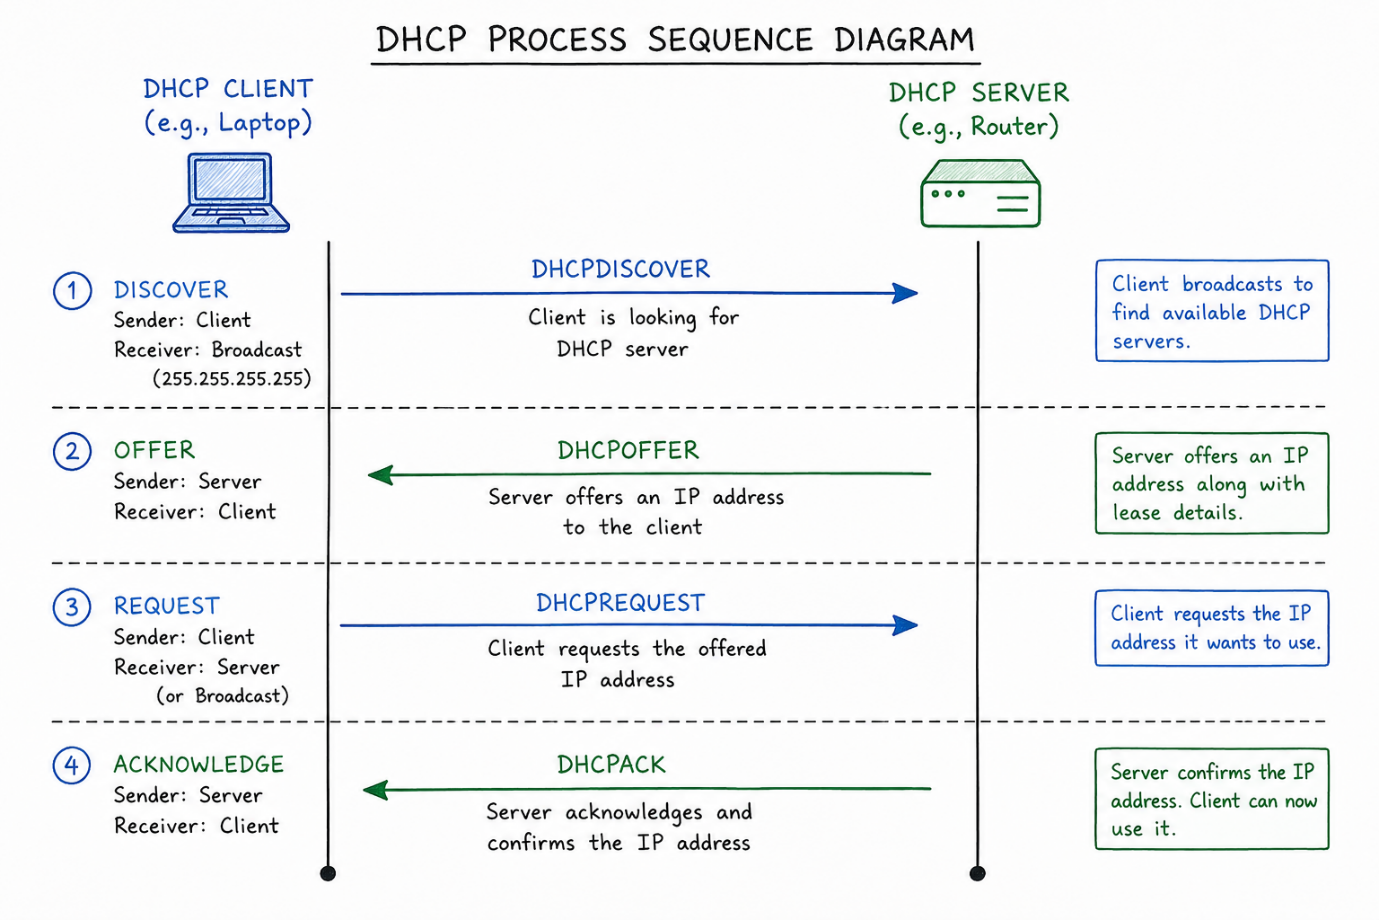 DHCP PROCESS SEQUENCE DIAGRAM
DHCP CLIENT
(e.g., Laptop)
DHCP SERVER
(e.g., Router)
1 DISCOVER
Sender: Client
Receiver: Broadcast
(255.255.255.255)
DHCPDISCOVER
Client is looking for
DHCP server
Client broadcasts to
find available DHCP
servers.
2 OFFER
Sender: Server
Receiver: Client
DHCPOFFER
Server offers an IP address
to the client
Server offers an IP
address along with
lease details.
3 REQUEST
Sender: Client
Receiver: Server
(or Broadcast)
DHCPREQUEST
Client requests the offered
IP address
Client requests the IP
address it wants to use.
4 ACKNOWLEDGE
Sender: Server
Receiver: Client
DHCPACK
Server acknowledges and
confirms the IP address
Server confirms the IP
address. Client can now
use it.